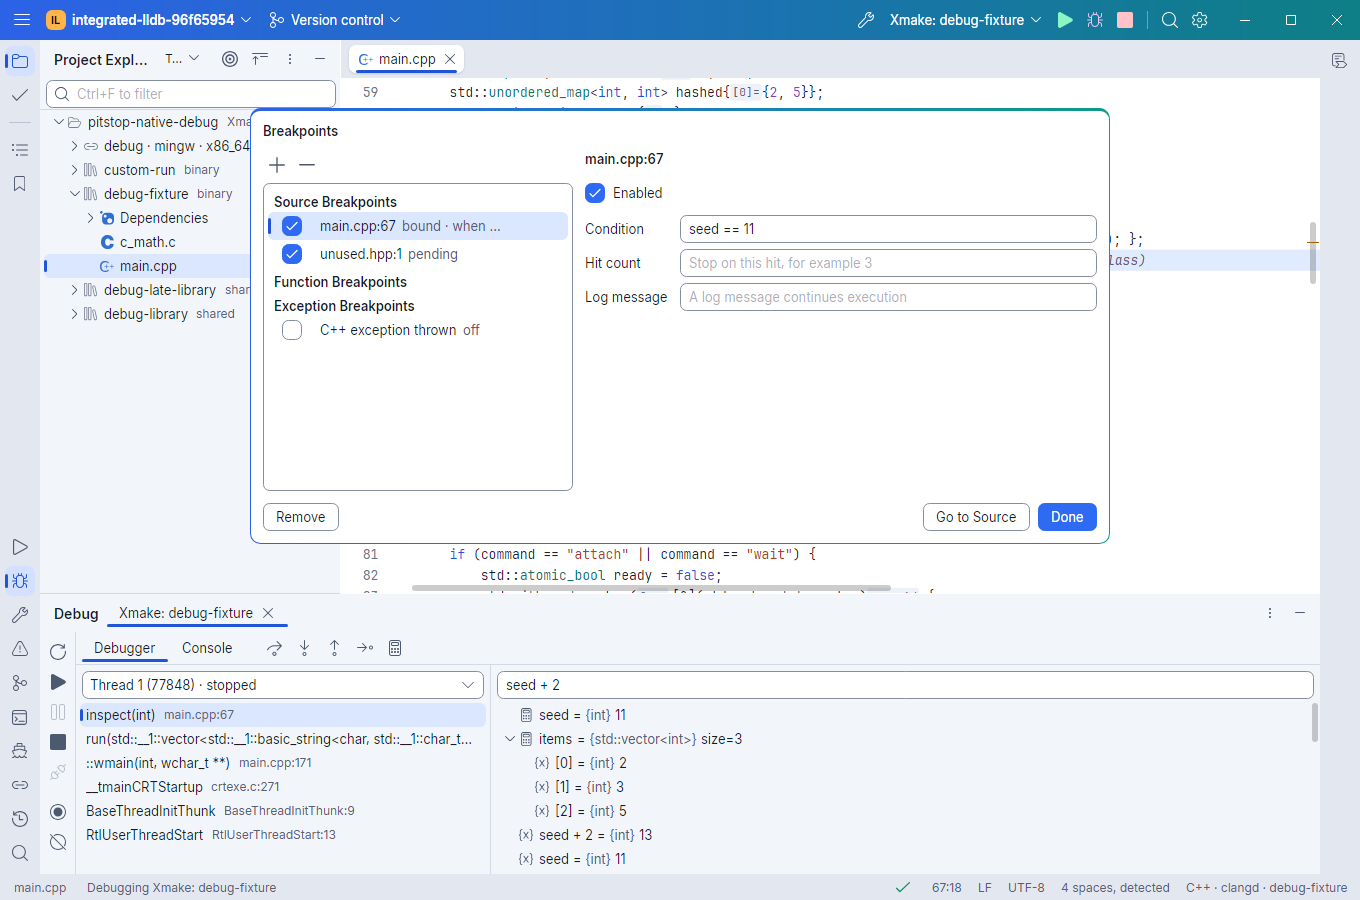 IL integrated-lldb-96f65954 Version control Xmake: debug-fixture
Project Expl... T... main.cpp
Ctrl+F to filter
59 std::unordered_map<int, int> hashed{[0]={2, 5}};
pitstop-native-debug Xma
debug · mingw · x86_64
custom-run binary
debug-fixture binary
Dependencies
c_math.c
main.cpp
debug-late-library shar
debug-library shared
; };
lass)
Breakpoints
Source Breakpoints
main.cpp:67 bound · when ...
unused.hpp:1 pending
Function Breakpoints
Exception Breakpoints
C++ exception thrown off
main.cpp:67
Enabled
Condition seed == 11
Hit count Stop on this hit, for example 3
Log message A log message continues execution
Remove Go to Source Done
81 if (command == "attach" || command == "wait") {
82 std::atomic_bool ready = false;
Debug Xmake: debug-fixture
Debugger Console
Thread 1 (77848) · stopped
inspect(int) main.cpp:67
run(std::__1::vector<std::__1::basic_string<char, std::__1::char_t...
::wmain(int, wchar_t **) main.cpp:171
__tmainCRTStartup crtexe.c:271
BaseThreadInitThunk BaseThreadInitThunk:9
RtlUserThreadStart RtlUserThreadStart:13
seed + 2
seed = {int} 11
items = {std::vector<int>} size=3
{x} [0] = {int} 2
{x} [1] = {int} 3
{x} [2] = {int} 5
{x} seed + 2 = {int} 13
{x} seed = {int} 11
main.cpp Debugging Xmake: debug-fixture 67:18 LF UTF-8 4 spaces, detected C++ · clangd · debug-fixture